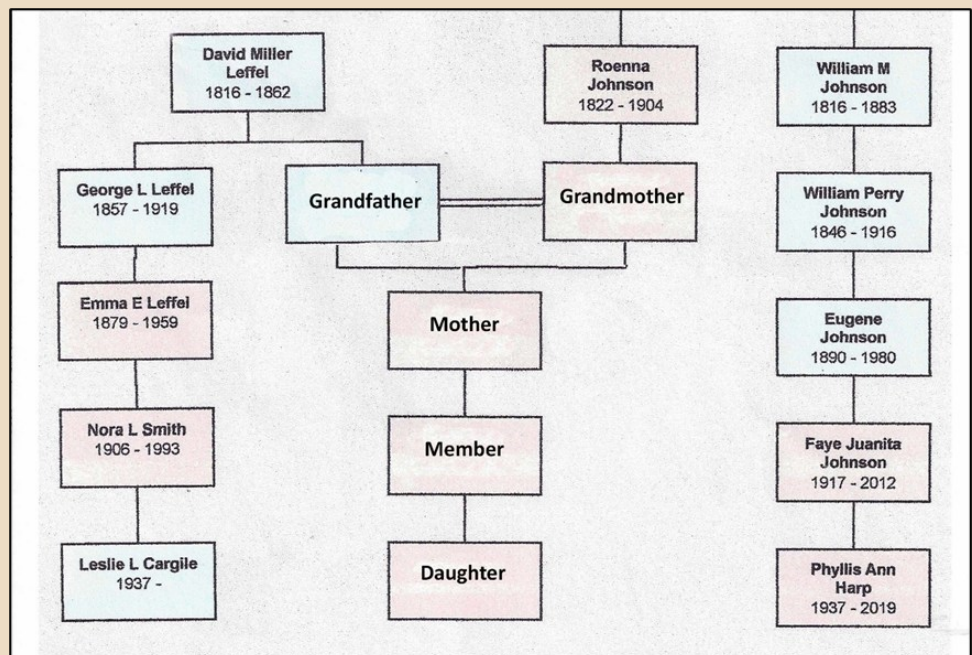 David Miller
Leffel
1816 - 1862
Roenna
Johnson
1822 - 1904
William M
Johnson
1816 - 1883
George L Leffel
1857 - 1919
Grandfather
Grandmother
William Perry
Johnson
1846 - 1916
Emma E Leffel
1879 - 1959
Mother
Eugene
Johnson
1890 - 1980
Nora L Smith
1906 - 1993
Member
Faye Juanita
Johnson
1917 - 2012
Leslie L Cargile
1937 -
Daughter
Phyllis Ann
Harp
1937 - 2019